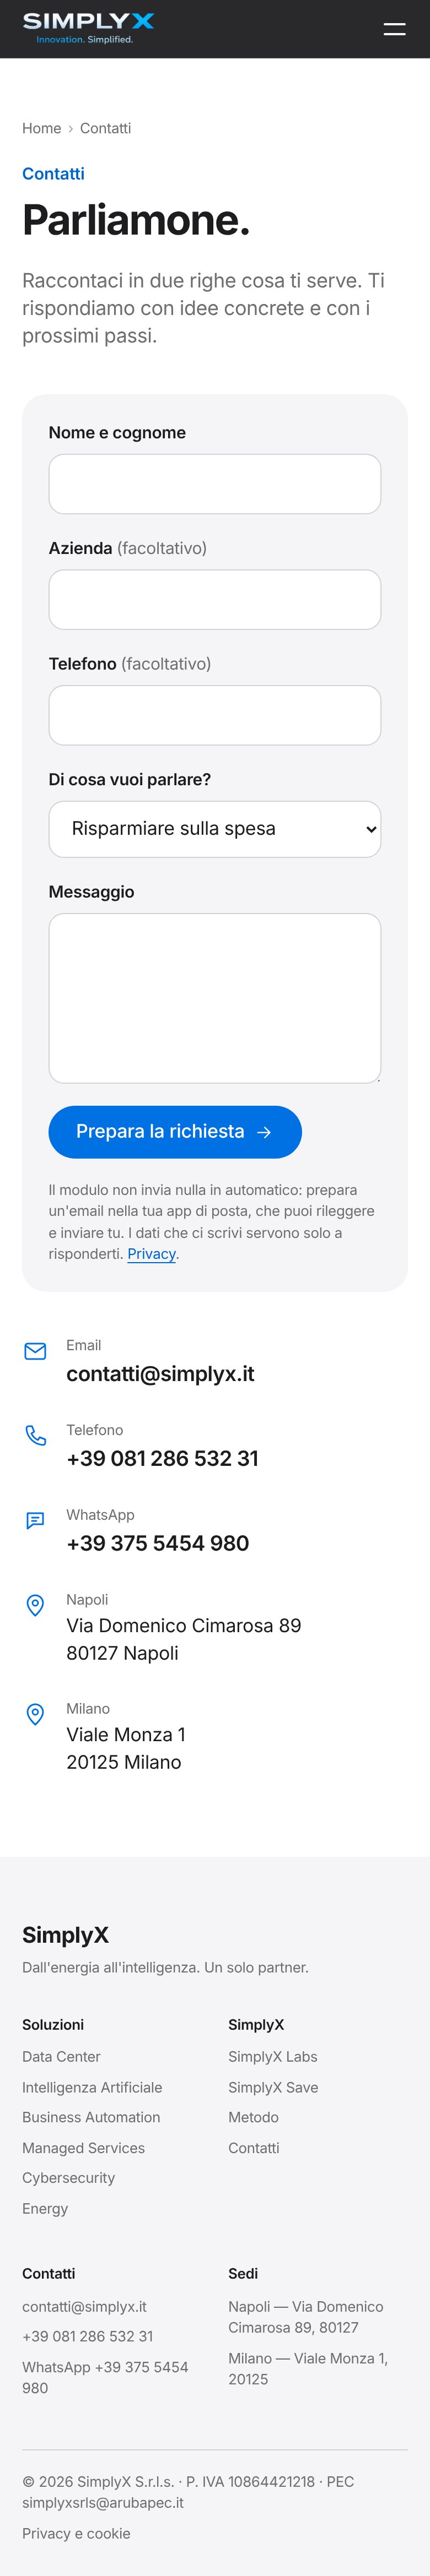 SIMPLYX
Innovation. Simplified.
Home › Contatti
Contatti
Parliamone.
Raccontaci in due righe cosa ti serve. Ti
rispondiamo con idee concrete e con i
prossimi passi.
Nome e cognome
Azienda (facoltativo)
Telefono (facoltativo)
Di cosa vuoi parlare?
Risparmiare sulla spesa
Messaggio
Prepara la richiesta →
Il modulo non invia nulla in automatico: prepara
un'email nella tua app di posta, che puoi rileggere
e inviare tu. I dati che ci scrivi servono solo a
risponderti. Privacy.
Email
contatti@simplyx.it
Telefono
+39 081 286 532 31
WhatsApp
+39 375 5454 980
Napoli
Via Domenico Cimarosa 89
80127 Napoli
Milano
Viale Monza 1
20125 Milano
SimplyX
Dall'energia all'intelligenza. Un solo partner.
Soluzioni
Data Center
Intelligenza Artificiale
Business Automation
Managed Services
Cybersecurity
Energy
SimplyX
SimplyX Labs
SimplyX Save
Metodo
Contatti
Contatti
contatti@simplyx.it
+39 081 286 532 31
WhatsApp +39 375 5454
980
Sedi
Napoli — Via Domenico
Cimarosa 89, 80127
Milano — Viale Monza 1,
20125
© 2026 SimplyX S.r.l.s. · P. IVA 10864421218 · PEC
simplyxsrls@arubapec.it
Privacy e cookie